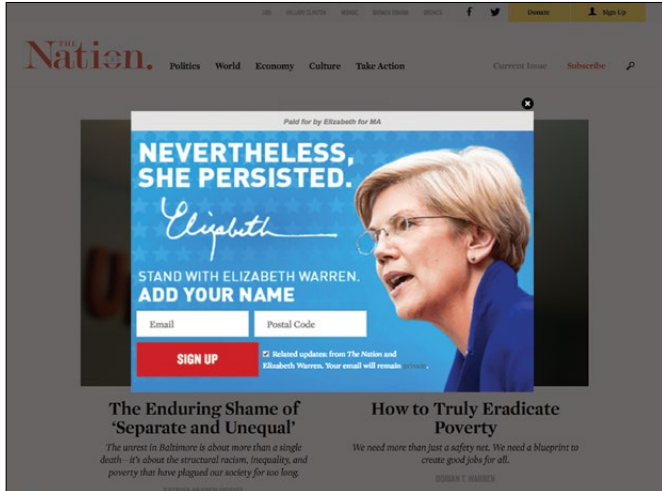 Donate
Sign Up
THE
Nation.
Politics World Economy Culture Take Action
Current Issue Subscribe
Paid for by Elizabeth for MA
NEVERTHELESS,
SHE PERSISTED.
Elizabeth
STAND WITH ELIZABETH WARREN.
ADD YOUR NAME
Email Postal Code
SIGN UP
Related updates: from The Nation and
Elizabeth Warren. Your email will remain private.
The Enduring Shame of
‘Separate and Unequal’
The unrest in Baltimore is about more than a single
death—it's about the structural racism, inequality, and
poverty that have plagued our society for too long.
How to Truly Eradicate
Poverty
We need more than just a safety net. We need a blueprint to
create good jobs for all.
DORIAN T. WARREN